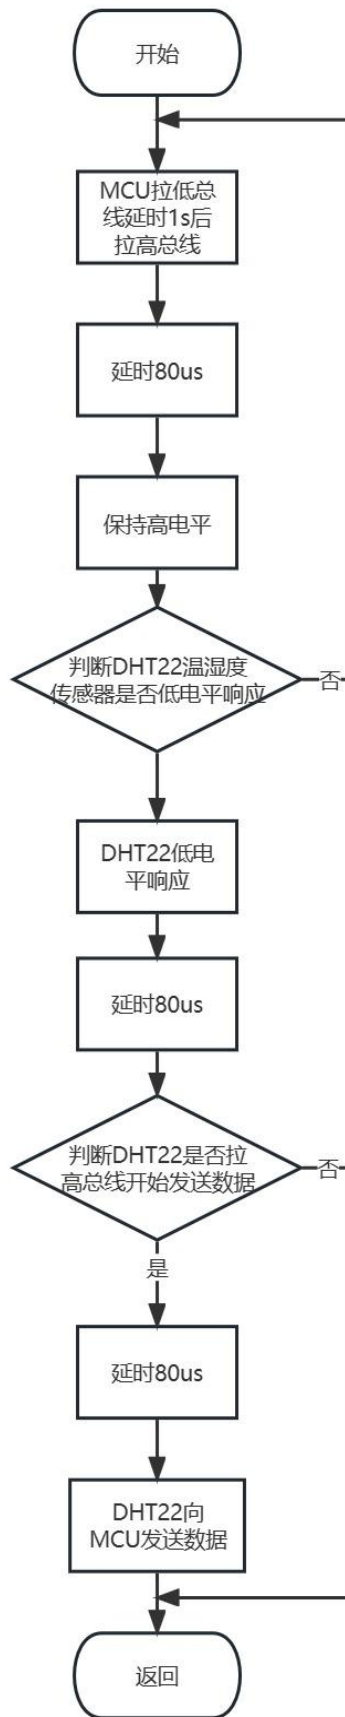 开始
MCU拉低总
线延时1s后
拉高总线
延时80us
保持高电平
判断DHT22温湿度
传感器是否低电平响应
否
DHT22低电
平响应
延时80us
判断DHT22是否拉
高总线开始发送数据
否
是
延时80us
DHT22向
MCU发送数据
返回